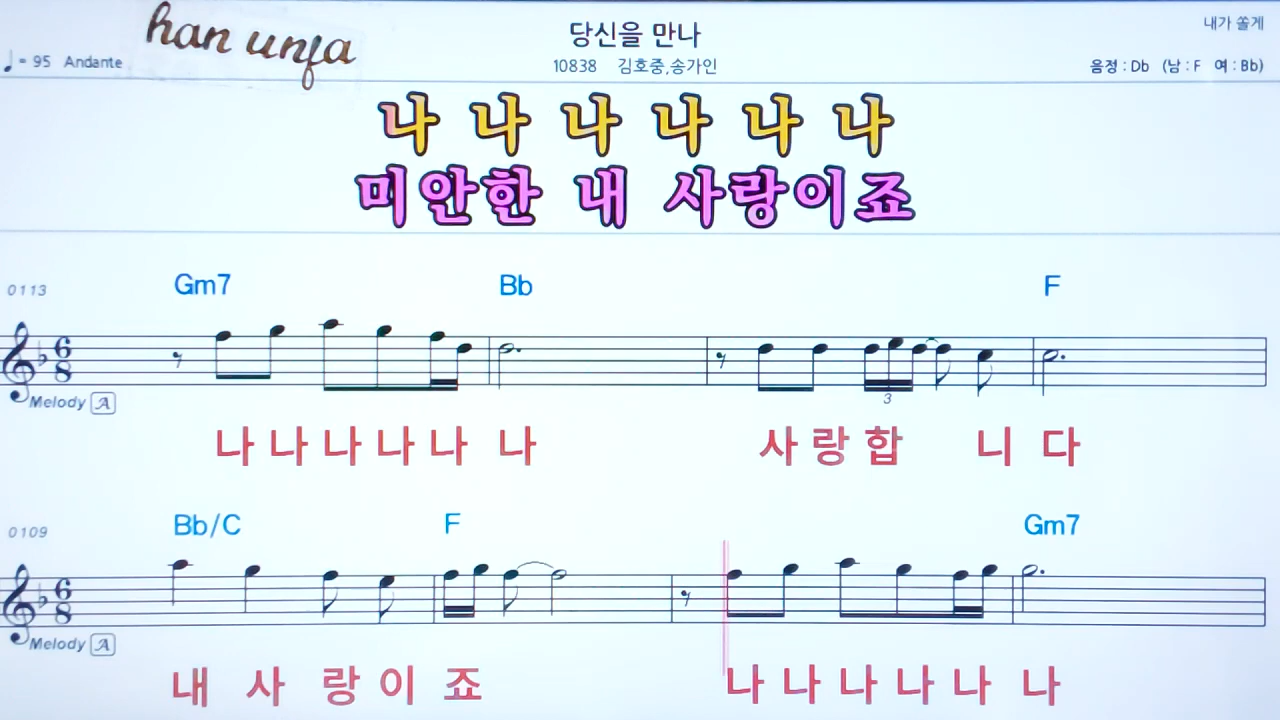 han unfa
당신을 만나
내가 쏠게
♩= 95 Andante
10838 김호중,송가인
음정 : Db (남 : F 여 : Bb)
나 나 나 나 나 나
미안한 내 사랑이죠
0113 Gm7 Bb F
6
8
3
Melody A
나 나 나 나 나 나 사 랑 합 니 다
0109 Bb/C F Gm7
6
8
Melody A
내 사 랑 이 죠 나 나 나 나 나 나